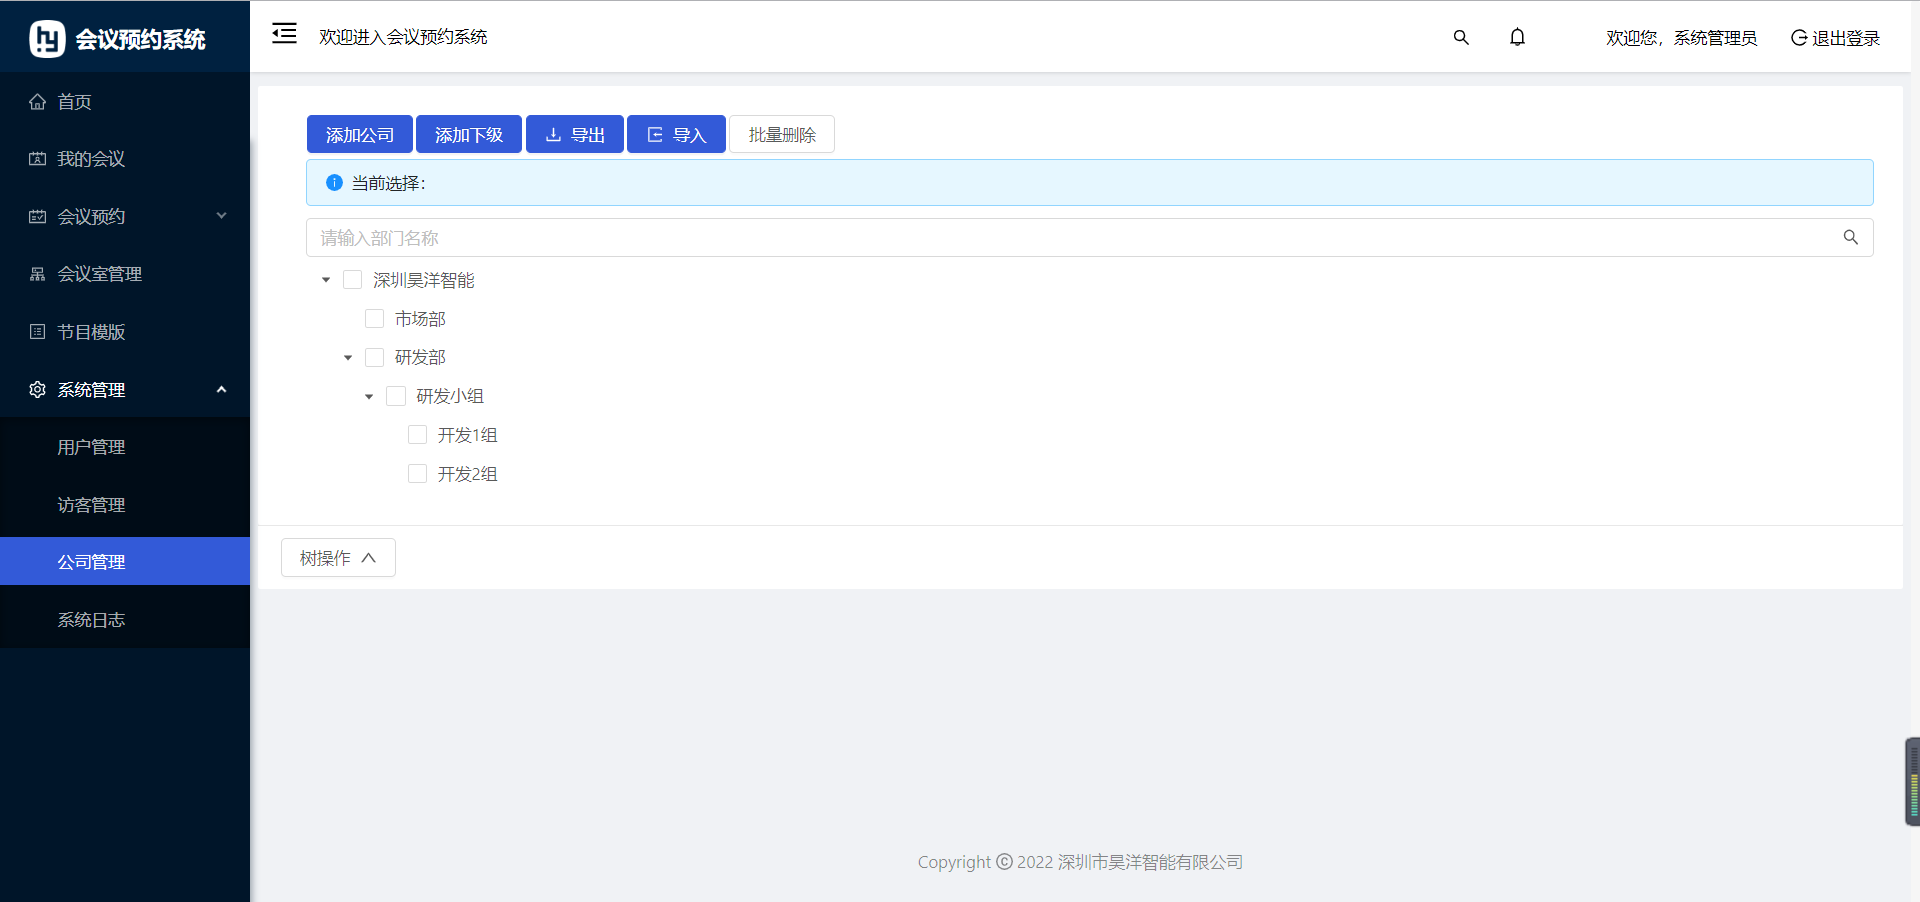 会议预约系统
欢迎进入会议预约系统
欢迎您，系统管理员
退出登录
首页
我的会议
会议预约
会议室管理
节目模版
系统管理
用户管理
访客管理
公司管理
系统日志
添加公司
添加下级
导出
导入
批量删除
当前选择：
请输入部门名称
深圳昊洋智能
市场部
研发部
研发小组
开发1组
开发2组
树操作
Copyright © 2022 深圳市昊洋智能有限公司